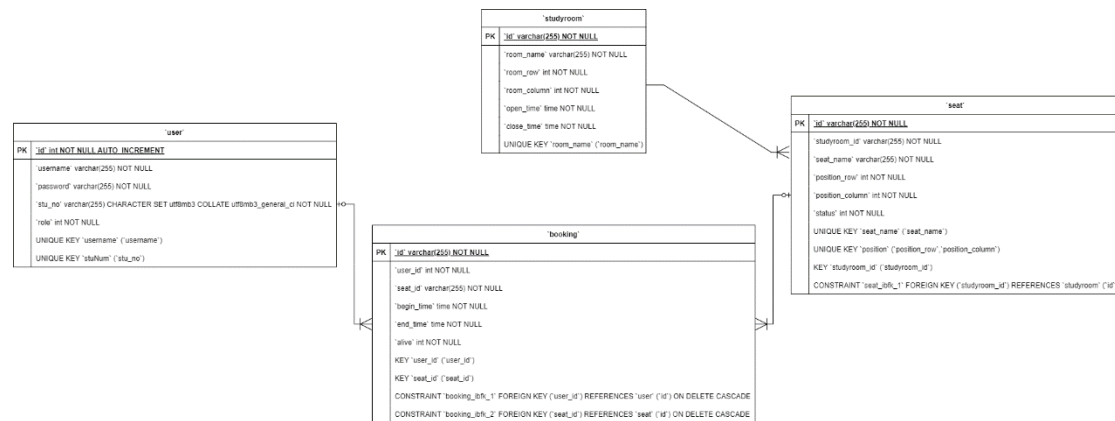 `studyroom`
PK `id` varchar(255) NOT NULL
`room_name` varchar(255) NOT NULL
`room_row` int NOT NULL
`room_column` int NOT NULL
`open_time` time NOT NULL
`close_time` time NOT NULL
UNIQUE KEY `room_name` (`room_name`)
`user`
PK `id` int NOT NULL AUTO_INCREMENT
`username` varchar(255) NOT NULL
`password` varchar(255) NOT NULL
`stu_no` varchar(255) CHARACTER SET utf8mb3 COLLATE utf8mb3_general_ci NOT NULL
`role` int NOT NULL
UNIQUE KEY `username` (`username`)
UNIQUE KEY `stuNum` (`stu_no`)
`seat`
PK `id` varchar(255) NOT NULL
`studyroom_id` varchar(255) NOT NULL
`seat_name` varchar(255) NOT NULL
`position_row` int NOT NULL
`position_column` int NOT NULL
`status` int NOT NULL
UNIQUE KEY `seat_name` (`seat_name`)
UNIQUE KEY `position` (`position_row`,`position_column`)
KEY `studyroom_id` (`studyroom_id`)
CONSTRAINT `seat_ibfk_1` FOREIGN KEY (`studyroom_id`) REFERENCES `studyroom` (`id`
`booking`
PK `id` varchar(255) NOT NULL
`user_id` int NOT NULL
`seat_id` varchar(255) NOT NULL
`begin_time` time NOT NULL
`end_time` time NOT NULL
`alive` int NOT NULL
KEY `user_id` (`user_id`)
KEY `seat_id` (`seat_id`)
CONSTRAINT `booking_ibfk_1` FOREIGN KEY (`user_id`) REFERENCES `user` (`id`) ON DELETE CASCADE
CONSTRAINT `booking_ibfk_2` FOREIGN KEY (`seat_id`) REFERENCES `seat` (`id`) ON DELETE CASCADE